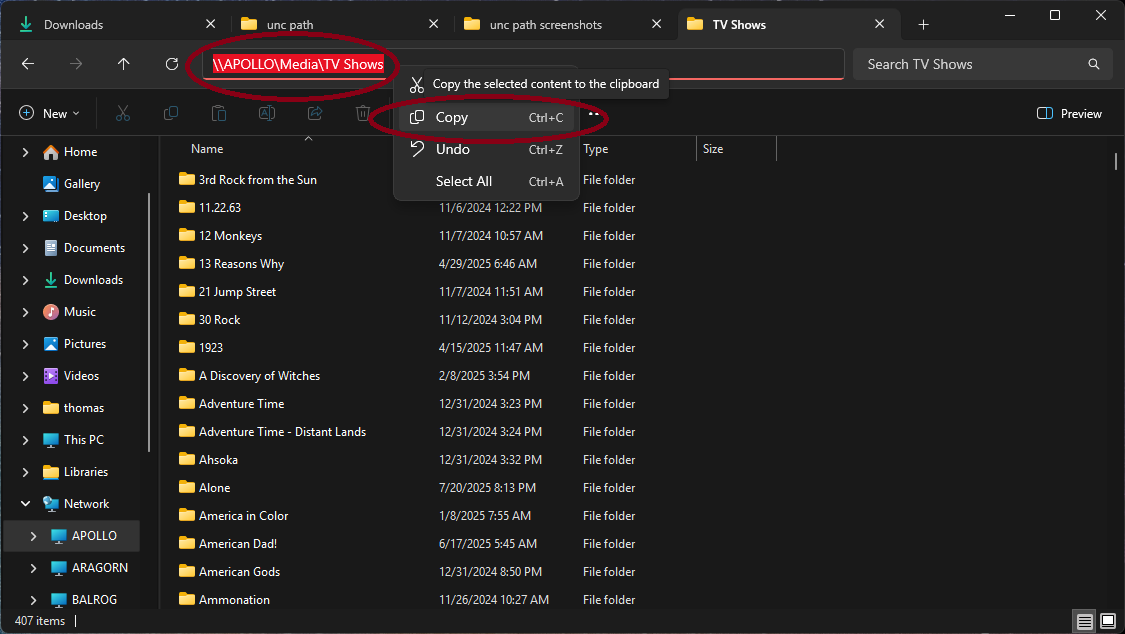 Downloads
unc path
unc path screenshots
TV Shows
\\APOLLO\Media\TV Shows
Search TV Shows
Copy the selected content to the clipboard
New
Copy Ctrl+C
Preview
Undo Ctrl+Z
Select All Ctrl+A
Name Type Size
Home
Gallery
Desktop
Documents
Downloads
Music
Pictures
Videos
thomas
This PC
Libraries
Network
APOLLO
ARAGORN
BALROG
3rd Rock from the Sun File folder
11.22.63 11/6/2024 12:22 PM File folder
12 Monkeys 11/7/2024 10:57 AM File folder
13 Reasons Why 4/29/2025 6:46 AM File folder
21 Jump Street 11/7/2024 11:51 AM File folder
30 Rock 11/12/2024 3:04 PM File folder
1923 4/15/2025 11:47 AM File folder
A Discovery of Witches 2/8/2025 3:54 PM File folder
Adventure Time 12/31/2024 3:23 PM File folder
Adventure Time - Distant Lands 12/31/2024 3:24 PM File folder
Ahsoka 12/31/2024 3:32 PM File folder
Alone 7/20/2025 8:13 PM File folder
America in Color 1/8/2025 7:55 AM File folder
American Dad! 6/17/2025 5:45 AM File folder
American Gods 12/31/2024 8:50 PM File folder
Ammonation 11/26/2024 10:27 AM File folder
407 items